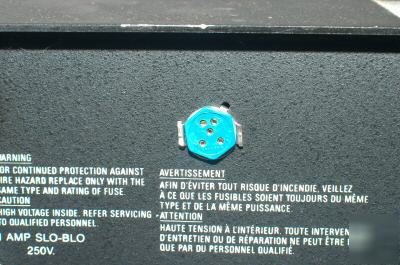 WARNING
FOR CONTINUED PROTECTION AGAINST
FIRE HAZARD REPLACE ONLY WITH THE
SAME TYPE AND RATING OF FUSE.
CAUTION
HIGH VOLTAGE INSIDE. REFER SERVICING
TO QUALIFIED PERSONNEL.
1 AMP SLO-BLO
250V.
AVERTISSEMENT
AFIN D'ÉVITER TOUT RISQUE D'INCENDIE, VEILLEZ
À CE QUE LES FUSIBLES SOIENT TOUJOURS DU MÊME
TYPE ET DE LA MÊME PUISSANCE.
ATTENTION
HAUTE TENSION À L'INTÉRIEUR. TOUTE INTERVEN
D'ENTRETIEN OU DE RÉPARATION NE PEUT ÊTRE
QUE PAR DU PERSONNEL QUALIFIÉ.